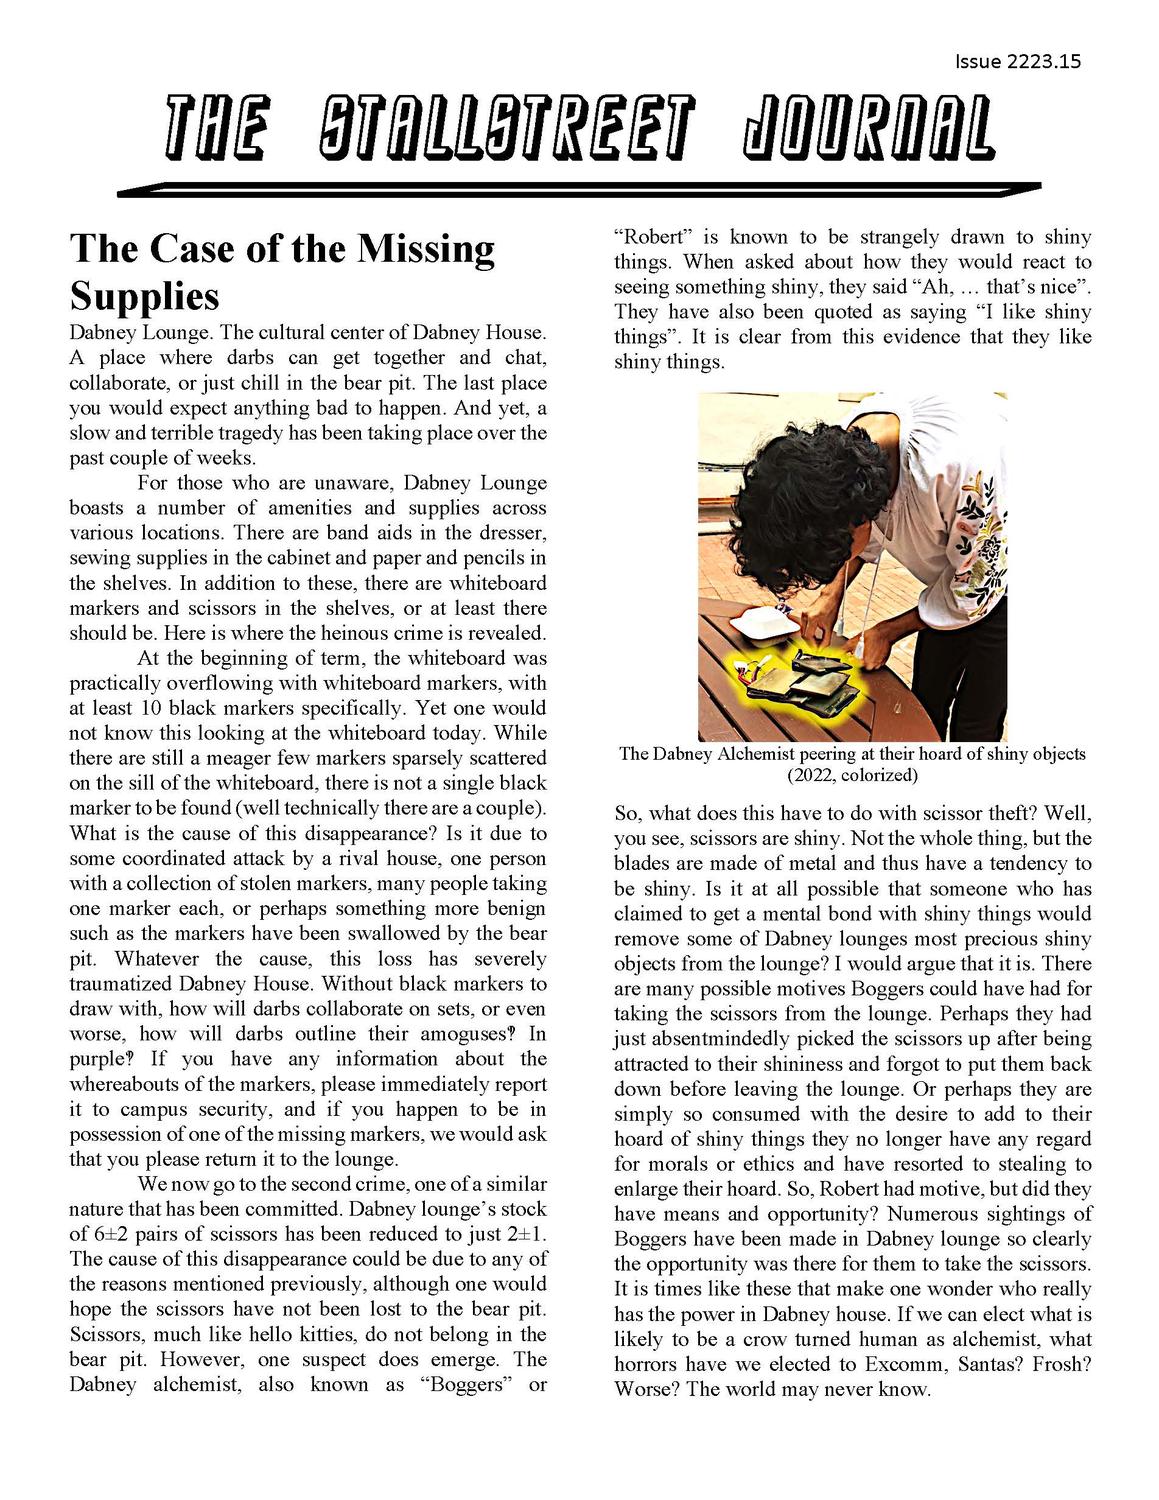 Issue 2223.15
THE STALLSTREET JOURNAL
The Case of the Missing
Supplies
Dabney Lounge. The cultural center of Dabney House.
A place where darbs can get together and chat,
collaborate, or just chill in the bear pit. The last place
you would expect anything bad to happen. And yet, a
slow and terrible tragedy has been taking place over the
past couple of weeks.
For those who are unaware, Dabney Lounge
boasts a number of amenities and supplies across
various locations. There are band aids in the dresser,
sewing supplies in the cabinet and paper and pencils in
the shelves. In addition to these, there are whiteboard
markers and scissors in the shelves, or at least there
should be. Here is where the heinous crime is revealed.
At the beginning of term, the whiteboard was
practically overflowing with whiteboard markers, with
at least 10 black markers specifically. Yet one would
not know this looking at the whiteboard today. While
there are still a meager few markers sparsely scattered
on the sill of the whiteboard, there is not a single black
marker to be found (well technically there are a couple).
What is the cause of this disappearance? Is it due to
some coordinated attack by a rival house, one person
with a collection of stolen markers, many people taking
one marker each, or perhaps something more benign
such as the markers have been swallowed by the bear
pit. Whatever the cause, this loss has severely
traumatized Dabney House. Without black markers to
draw with, how will darbs collaborate on sets, or even
worse, how will darbs outline their amoguses‽ In
purple‽ If you have any information about the
whereabouts of the markers, please immediately report
it to campus security, and if you happen to be in
possession of one of the missing markers, we would ask
that you please return it to the lounge.
We now go to the second crime, one of a similar
nature that has been committed. Dabney lounge’s stock
of 6±2 pairs of scissors has been reduced to just 2±1.
The cause of this disappearance could be due to any of
the reasons mentioned previously, although one would
hope the scissors have not been lost to the bear pit.
Scissors, much like hello kitties, do not belong in the
bear pit. However, one suspect does emerge. The
Dabney alchemist, also known as “Boggers” or
“Robert” is known to be strangely drawn to shiny
things. When asked about how they would react to
seeing something shiny, they said “Ah, … that’s nice”.
They have also been quoted as saying “I like shiny
things”. It is clear from this evidence that they like
shiny things.
The Dabney Alchemist peering at their hoard of shiny objects
(2022, colorized)
So, what does this have to do with scissor theft? Well,
you see, scissors are shiny. Not the whole thing, but the
blades are made of metal and thus have a tendency to
be shiny. Is it at all possible that someone who has
claimed to get a mental bond with shiny things would
remove some of Dabney lounges most precious shiny
objects from the lounge? I would argue that it is. There
are many possible motives Boggers could have had for
taking the scissors from the lounge. Perhaps they had
just absentmindedly picked the scissors up after being
attracted to their shininess and forgot to put them back
down before leaving the lounge. Or perhaps they are
simply so consumed with the desire to add to their
hoard of shiny things they no longer have any regard
for morals or ethics and have resorted to stealing to
enlarge their hoard. So, Robert had motive, but did they
have means and opportunity? Numerous sightings of
Boggers have been made in Dabney lounge so clearly
the opportunity was there for them to take the scissors.
It is times like these that make one wonder who really
has the power in Dabney house. If we can elect what is
likely to be a crow turned human as alchemist, what
horrors have we elected to Excomm, Santas? Frosh?
Worse? The world may never know.